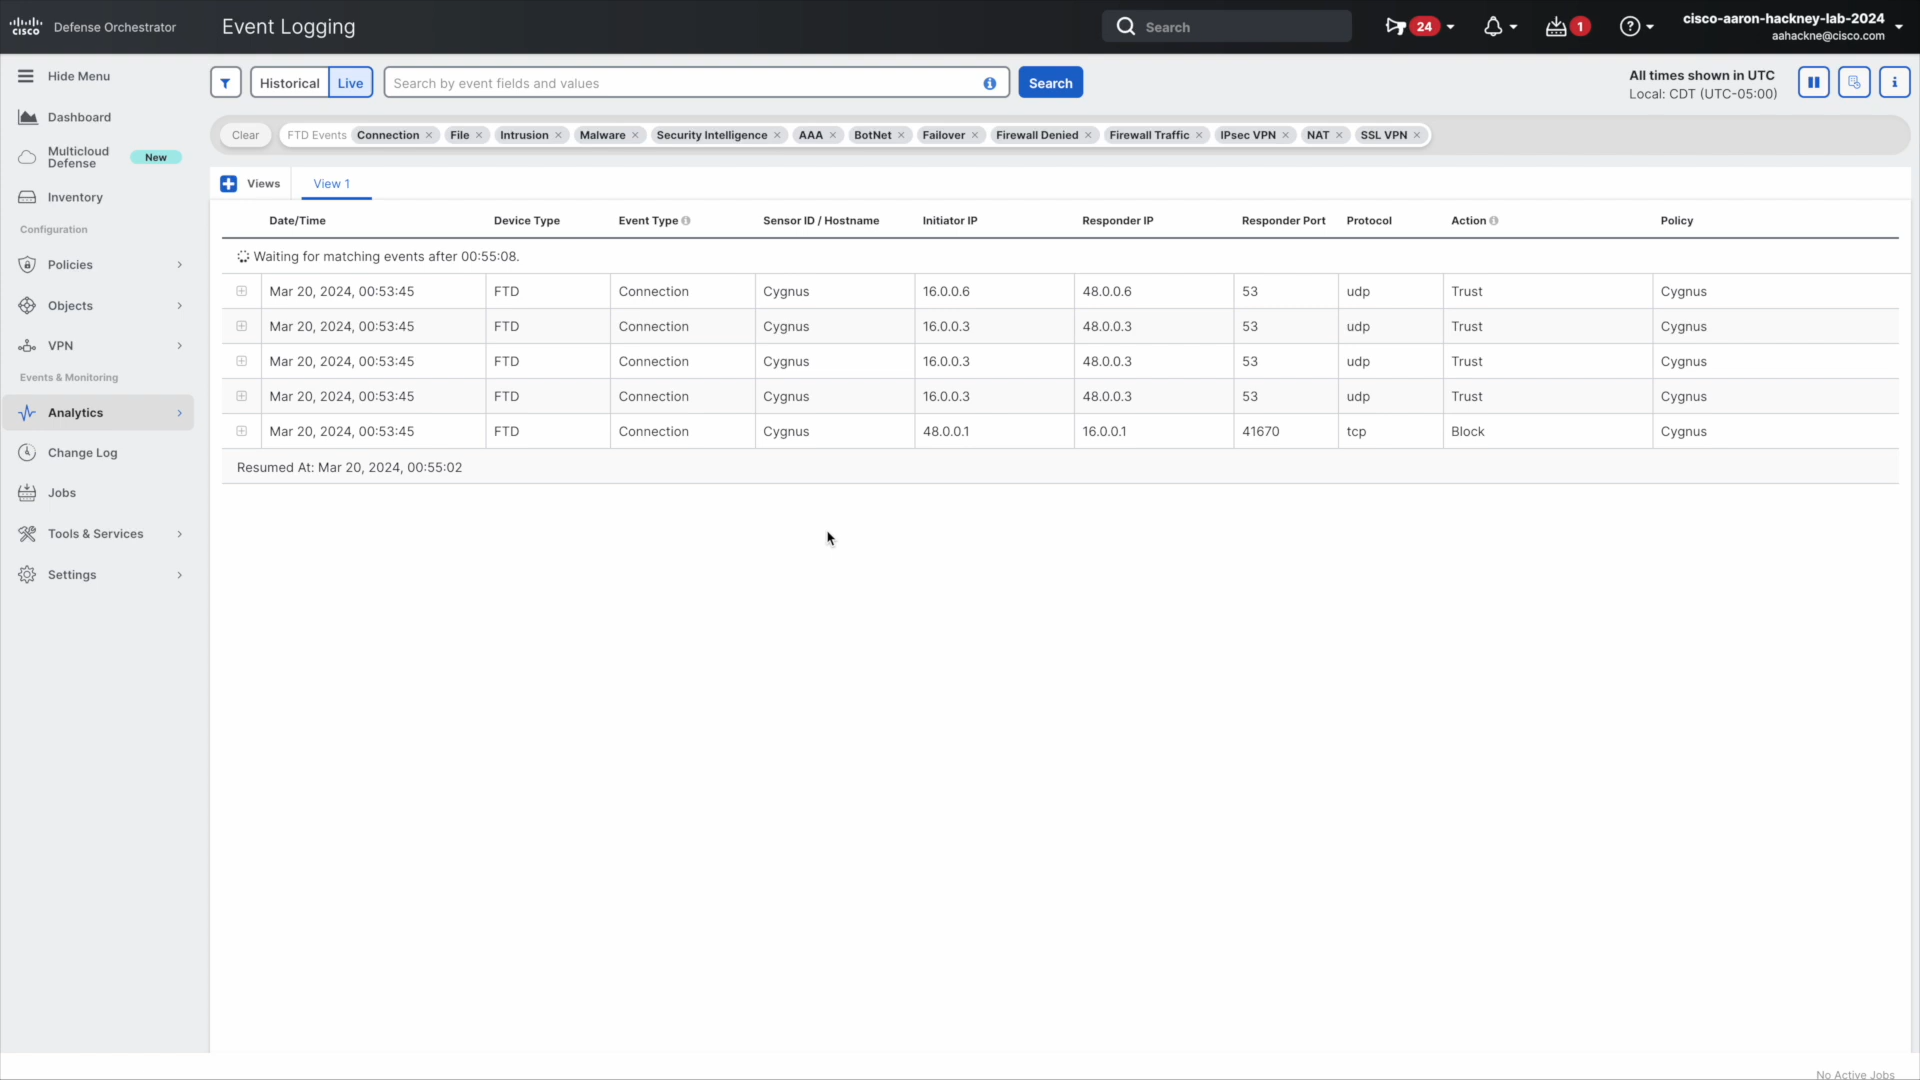 CISCO Defense Orchestrator Event Logging Search 24 1 cisco-aaron-hackney-lab-2024
aahackne@cisco.com
Hide Menu
Dashboard
Multicloud Defense New
Inventory
Configuration
Policies
Objects
VPN
Events & Monitoring
Analytics
Change Log
Jobs
Tools & Services
Settings
Historical Live Search by event fields and values Search All times shown in UTC
Local: CDT (UTC-05:00)
Clear FTD Events Connection File Intrusion Malware Security Intelligence AAA BotNet Failover Firewall Denied Firewall Traffic IPsec VPN NAT SSL VPN
Views View 1
Date/Time Device Type Event Type Sensor ID / Hostname Initiator IP Responder IP Responder Port Protocol Action Policy
Waiting for matching events after 00:55:08.
Mar 20, 2024, 00:53:45 FTD Connection Cygnus 16.0.0.6 48.0.0.6 53 udp Trust Cygnus
Mar 20, 2024, 00:53:45 FTD Connection Cygnus 16.0.0.3 48.0.0.3 53 udp Trust Cygnus
Mar 20, 2024, 00:53:45 FTD Connection Cygnus 16.0.0.3 48.0.0.3 53 udp Trust Cygnus
Mar 20, 2024, 00:53:45 FTD Connection Cygnus 16.0.0.3 48.0.0.3 53 udp Trust Cygnus
Mar 20, 2024, 00:53:45 FTD Connection Cygnus 48.0.0.1 16.0.0.1 41670 tcp Block Cygnus
Resumed At: Mar 20, 2024, 00:55:02
No Active Jobs